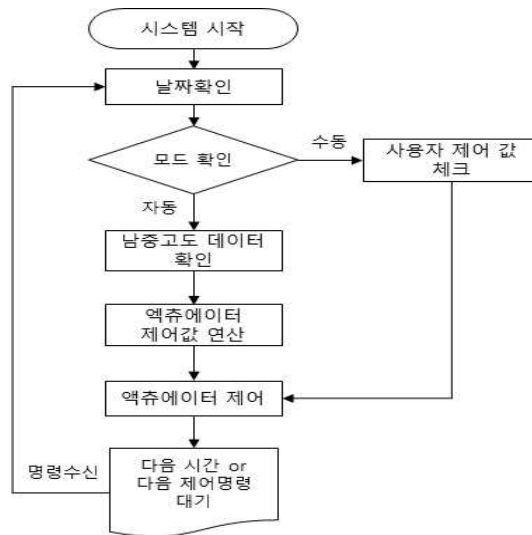 시스템 시작
날짜확인
모드 확인
수동
사용자 제어 값
체크
자동
남중고도 데이터
확인
엑츄에이터
제어값 연산
액츄에이터 제어
명령수신
다음 시간 or
다음 제어명령
대기